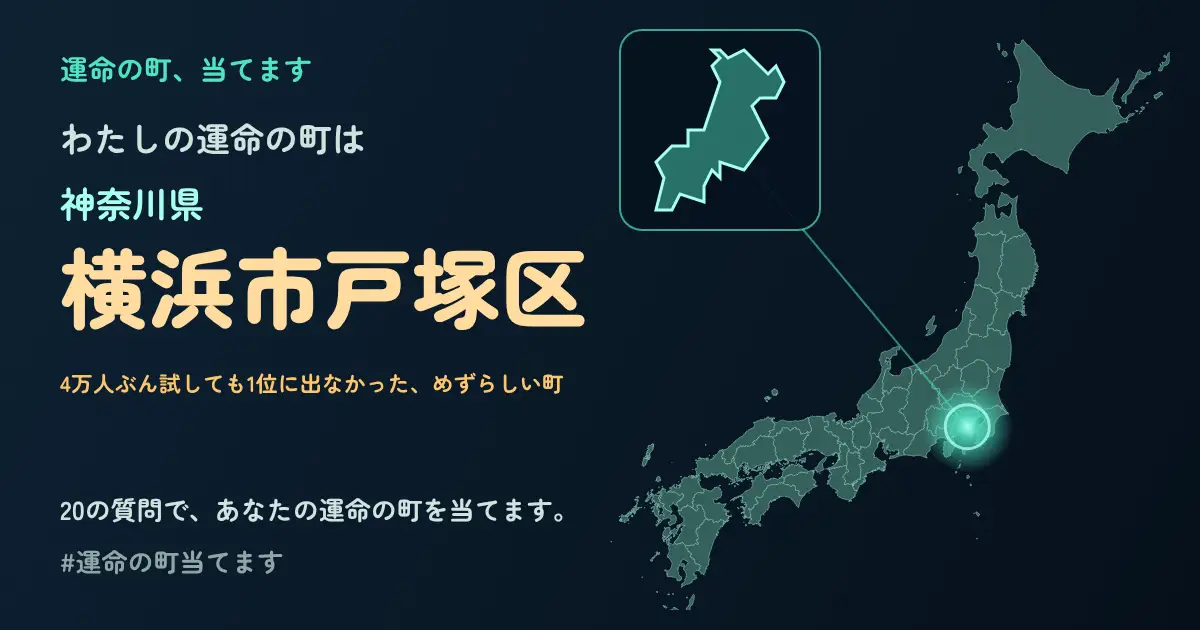 運命の町、当てます
わたしの運命の町は
神奈川県
横浜市戸塚区
4万人ぶん試しても1位に出なかった、めずらしい町
20の質問で、あなたの運命の町を当てます。
#運命の町当てます